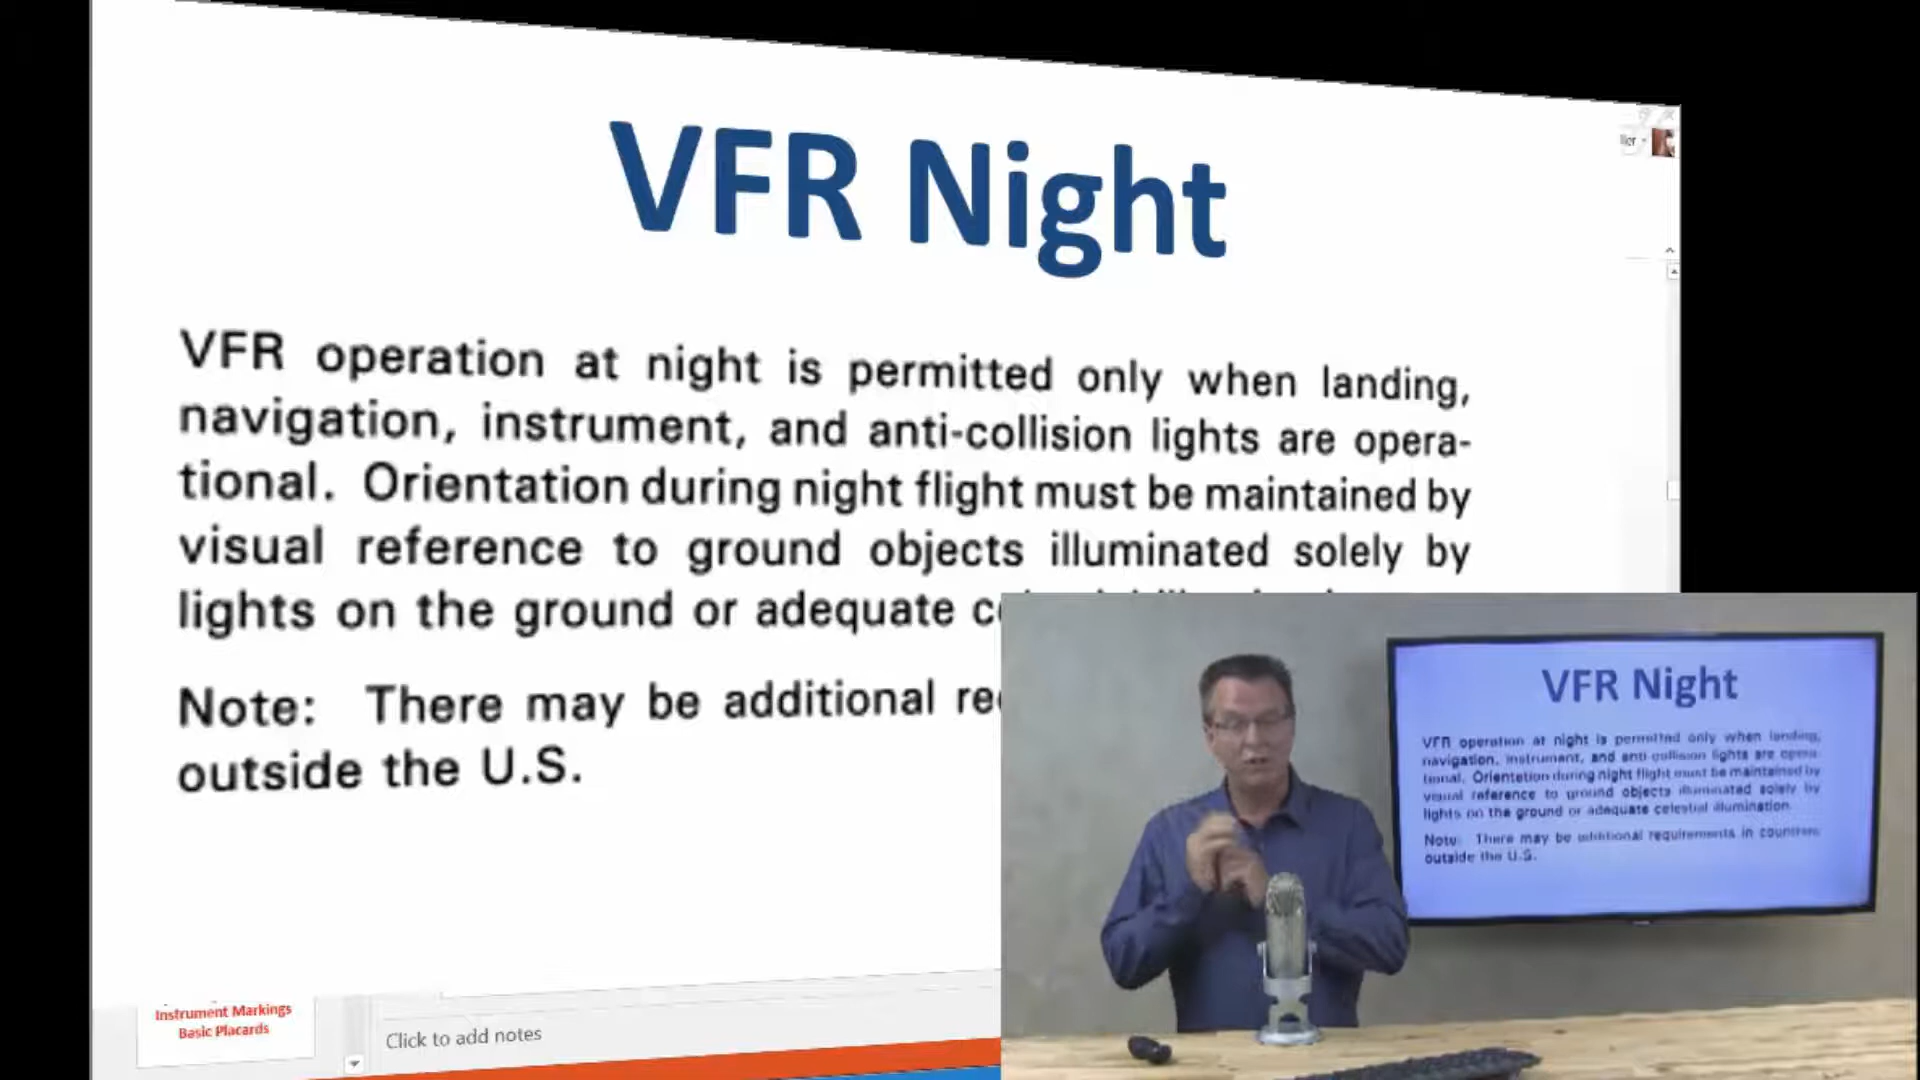 VFR Night
VFR operation at night is permitted only when landing,
navigation, instrument, and anti-collision lights are opera-
tional. Orientation during night flight must be maintained by
visual reference to ground objects illuminated solely by
lights on the ground or adequate
Note: There may be additional
outside the U.S.
Instrument Markings
Basic Placards
Click to add notes
VFR Night
VFR operation at night is permitted only when landing,
navigation, instrument, and anti-collision lights are opera-
tional. Orientation during night flight must be maintained by
visual reference to ground objects illuminated solely by
lights on the ground or adequate celestial illumination.
Note: There may be additional requirements in countries
outside the U.S.